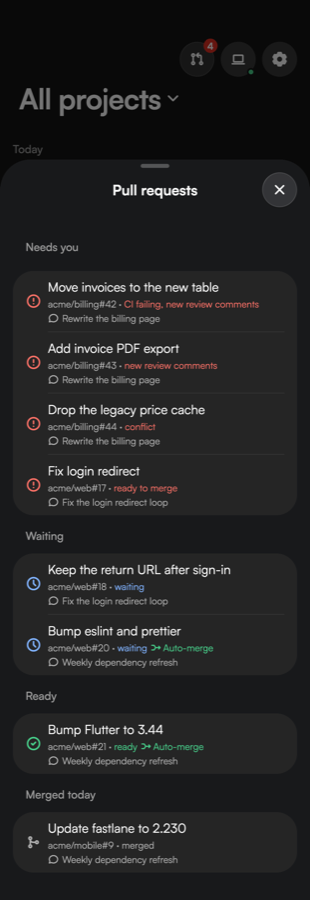 4
All projects
Today
Pull requests
Needs you
Move invoices to the new table
acme/billing#42 · CI failing, new review comments
Rewrite the billing page
Add invoice PDF export
acme/billing#43 · new review comments
Rewrite the billing page
Drop the legacy price cache
acme/billing#44 · conflict
Rewrite the billing page
Fix login redirect
acme/web#17 · ready to merge
Fix the login redirect loop
Waiting
Keep the return URL after sign-in
acme/web#18 · waiting
Fix the login redirect loop
Bump eslint and prettier
acme/web#20 · waiting Auto-merge
Weekly dependency refresh
Ready
Bump Flutter to 3.44
acme/web#21 · ready Auto-merge
Weekly dependency refresh
Merged today
Update fastlane to 2.230
acme/mobile#9 · merged
Weekly dependency refresh